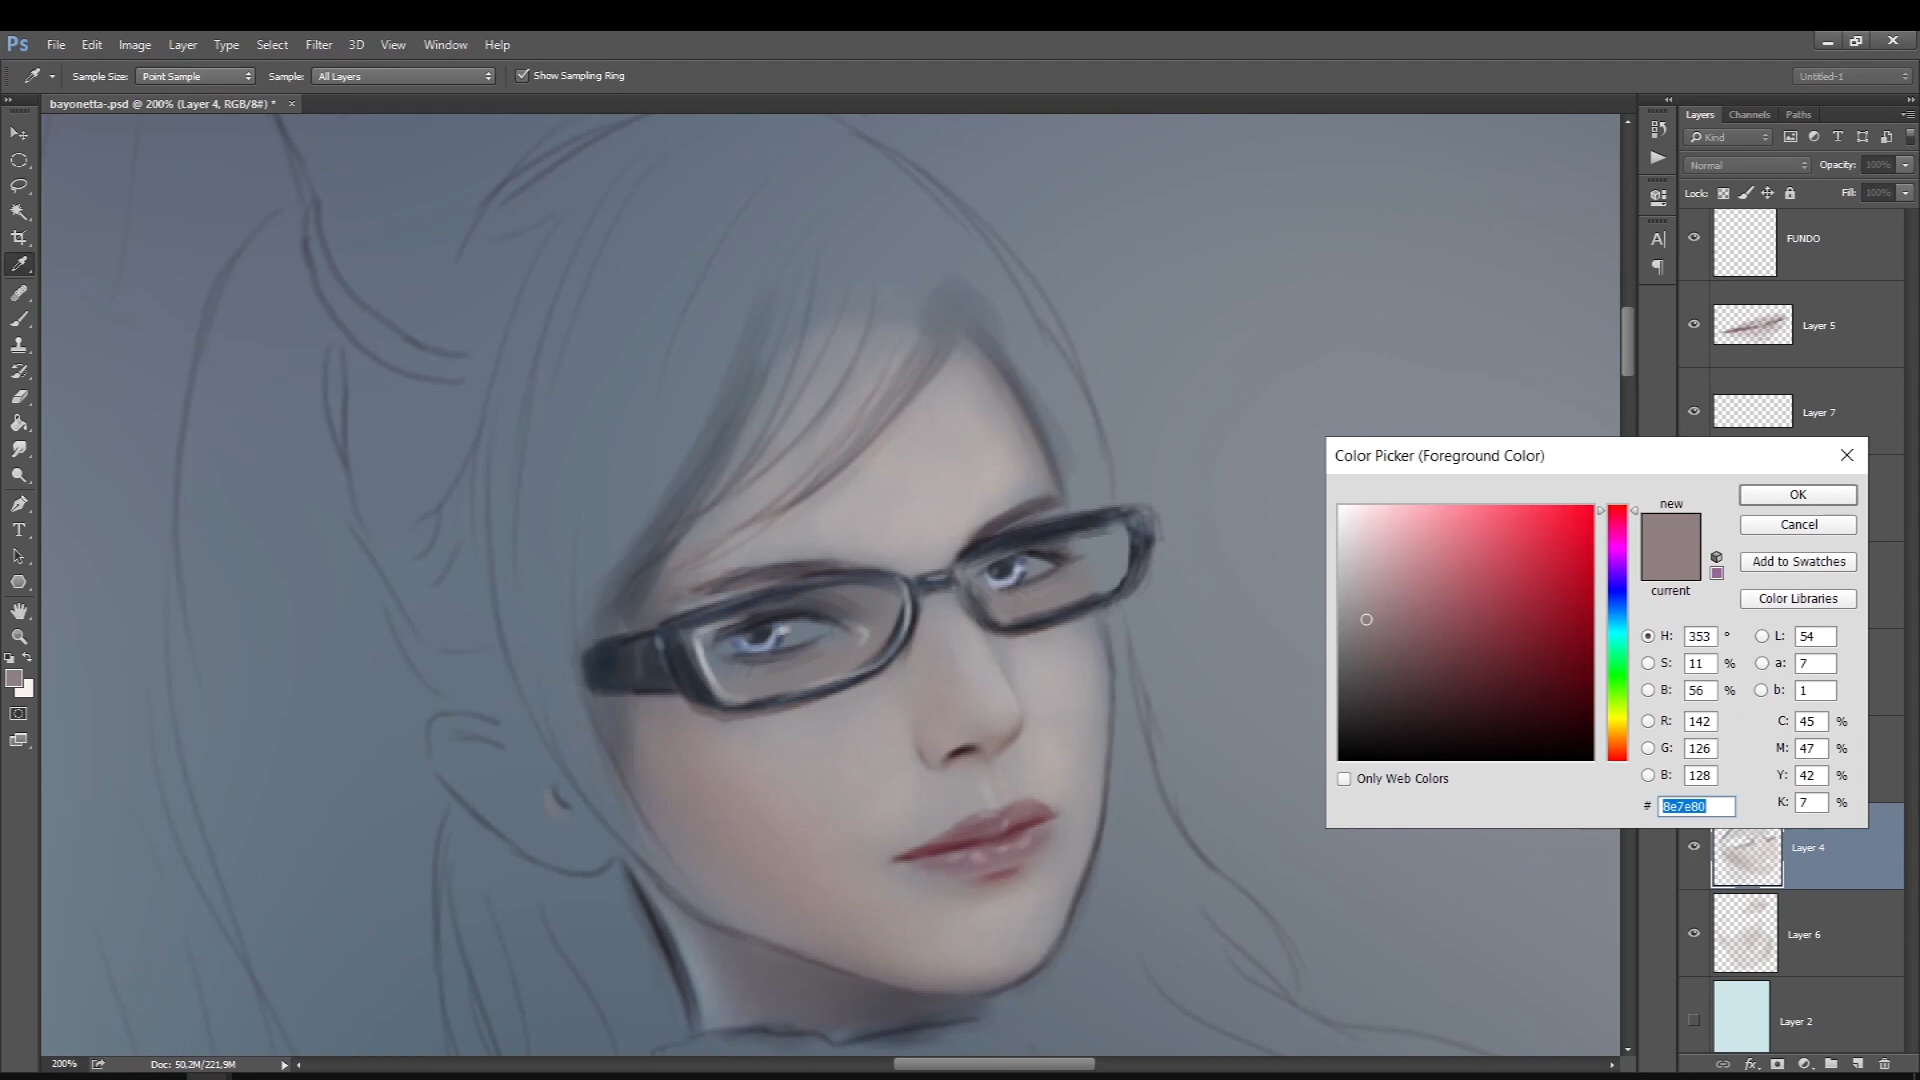 Ps File Edit Image Layer Type Select Filter 3D View Window Help
Sample Size: Point Sample Sample: All Layers Show Sampling Ring Untitled-1
bayonetta-.psd @ 200% (Layer 4, RGB/8#) * ×
Layers Channels Paths
Kind
Normal Opacity: 100%
Lock: Fill: 100%
FUNDO
Layer 5
Layer 7
Color Picker (Foreground Color)
new
current
OK
Cancel
Add to Swatches
Color Libraries
H: 353 ° L: 54
S: 11 % a: 7
B: 56 % b: 1
R: 142 C: 45 %
G: 126 M: 47 %
B: 128 Y: 42 %
# 8e7e80 K: 7 %
Only Web Colors
Layer 4
Layer 6
Layer 2
200% Doc: 50,2M/221,9M